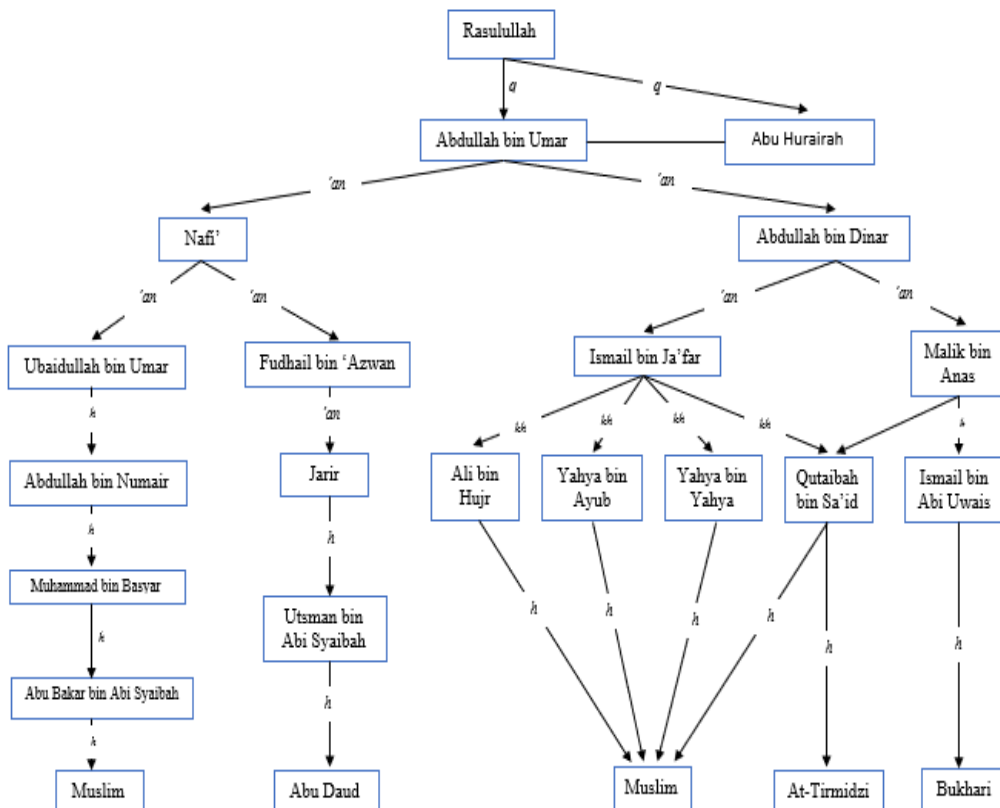 Rasulullah
q
q
Abdullah bin Umar
Abu Hurairah
'an
'an
Nafi'
Abdullah bin Dinar
'an
'an
'an
'an
Ubaidullah bin Umar
Fudhail bin 'Azwan
Ismail bin Ja'far
Malik bin
Anas
h
'an
kh
kh
kh
kh
h
Abdullah bin Numair
Jarir
Ali bin
Hujr
Yahya bin
Ayub
Yahya bin
Yahya
Qutaibah
bin Sa'id
Ismail bin
Abi Uwais
h
h
Muhammad bin Basyar
Utsman bin
Abi Syaibah
h
h
h
h
h
h
h
Abu Bakar bin Abi Syaibah
h
h
Muslim
Abu Daud
Muslim
At-Tirmidzi
Bukhari